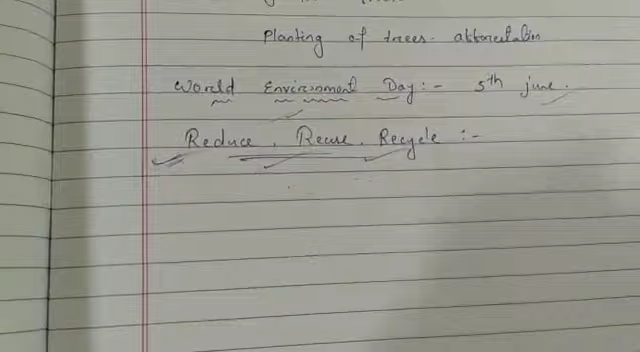 Planting of trees.
World Environment Day :- 5th june.
Reduce, Reuse, Recycle :-